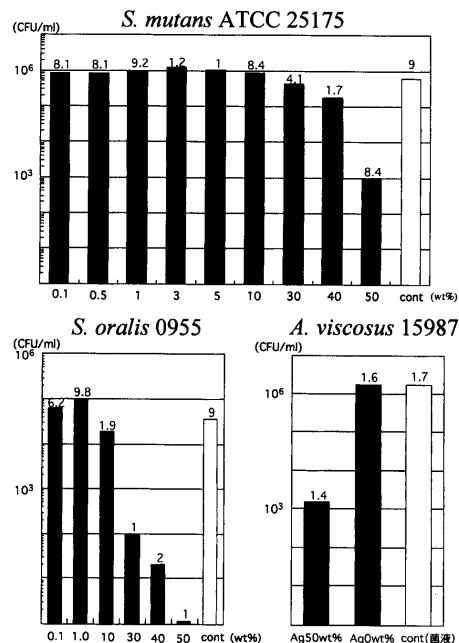 S. mutans ATCC 25175
(CFU/ml)
8.1 8.1 9.2 1.2 1 8.4 4.1 1.7 8.4 9
10⁶
10³
0.1 0.5 1 3 5 10 30 40 50 cont (wt%)
S. oralis 0955
(CFU/ml)
10⁶
6.2 9.8 1.9 1 2 1 9
10³
0.1 1.0 10 30 40 50 cont (wt%)
A. viscosus 15987
(CFU/ml)
1.4 1.6 1.7
10⁶
10³
Ag50wt% Ag0wt% cont(菌液)